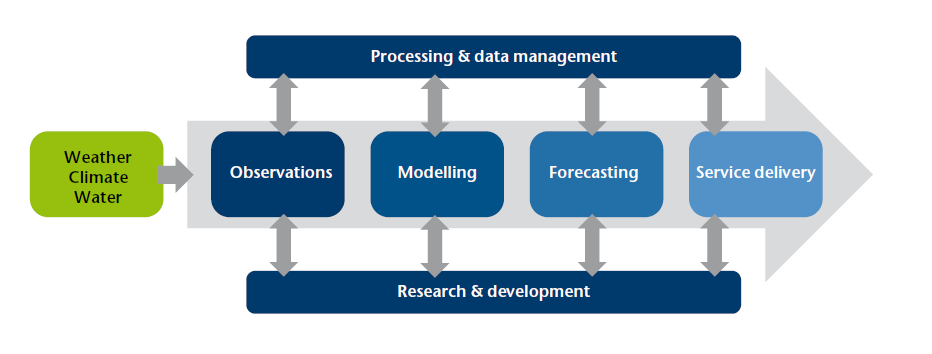 Processing & data management
Weather
Climate
Water
Observations
Modelling
Forecasting
Service delivery
Research & development